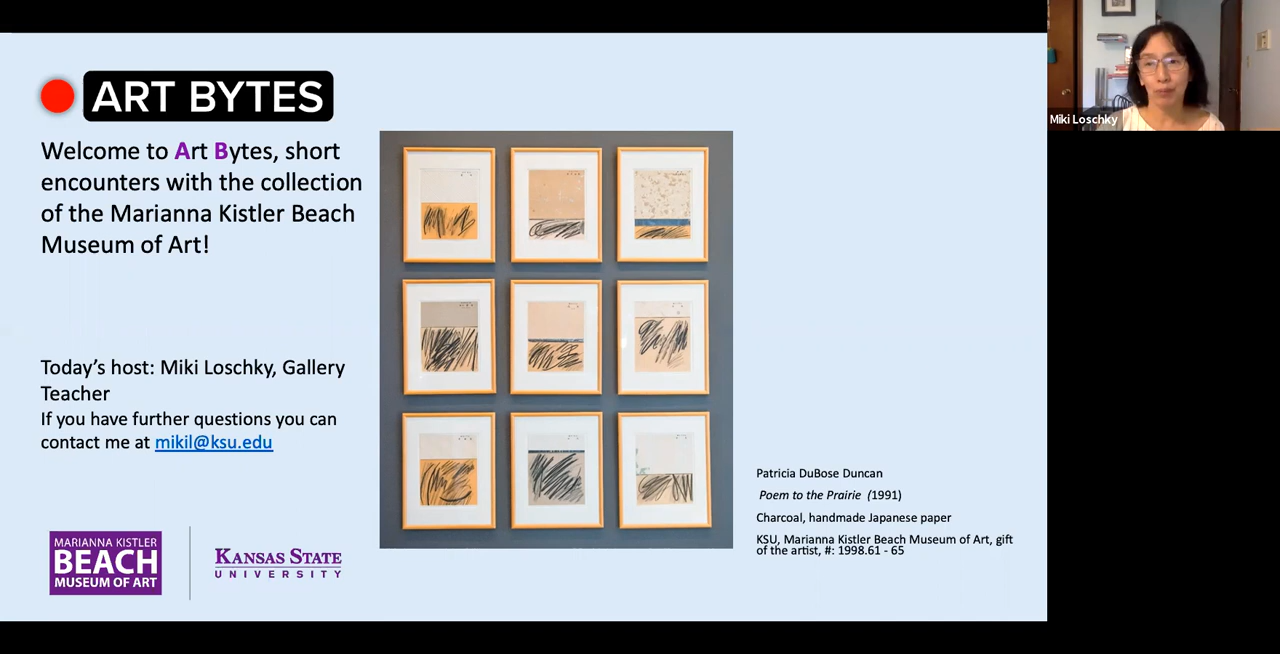 ART BYTES
Welcome to Art Bytes, short
encounters with the collection
of the Marianna Kistler Beach
Museum of Art!
Today's host: Miki Loschky, Gallery
Teacher
If you have further questions you can
contact me at mikil@ksu.edu
MARIANNA KISTLER
BEACH
MUSEUM OF ART
KANSAS STATE
UNIVERSITY
Patricia DuBose Duncan
Poem to the Prairie (1991)
Charcoal, handmade Japanese paper
KSU, Marianna Kistler Beach Museum of Art, gift
of the artist, #: 1998.61 - 65
Miki Loschky